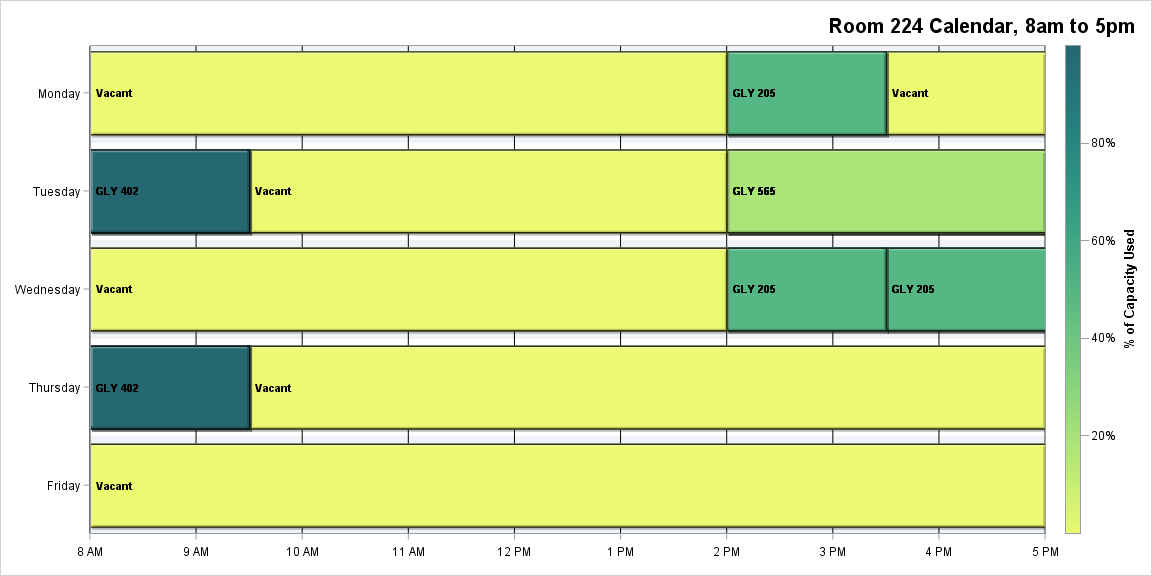 Room 224 Calendar, 8am to 5pm
Monday
Vacant
GLY 205
Vacant
Tuesday
GLY 402
Vacant
GLY 565
Wednesday
Vacant
GLY 205
GLY 205
Thursday
GLY 402
Vacant
Friday
Vacant
8 AM
9 AM
10 AM
11 AM
12 PM
1 PM
2 PM
3 PM
4 PM
5 PM
80%
60%
40%
20%
% of Capacity Used